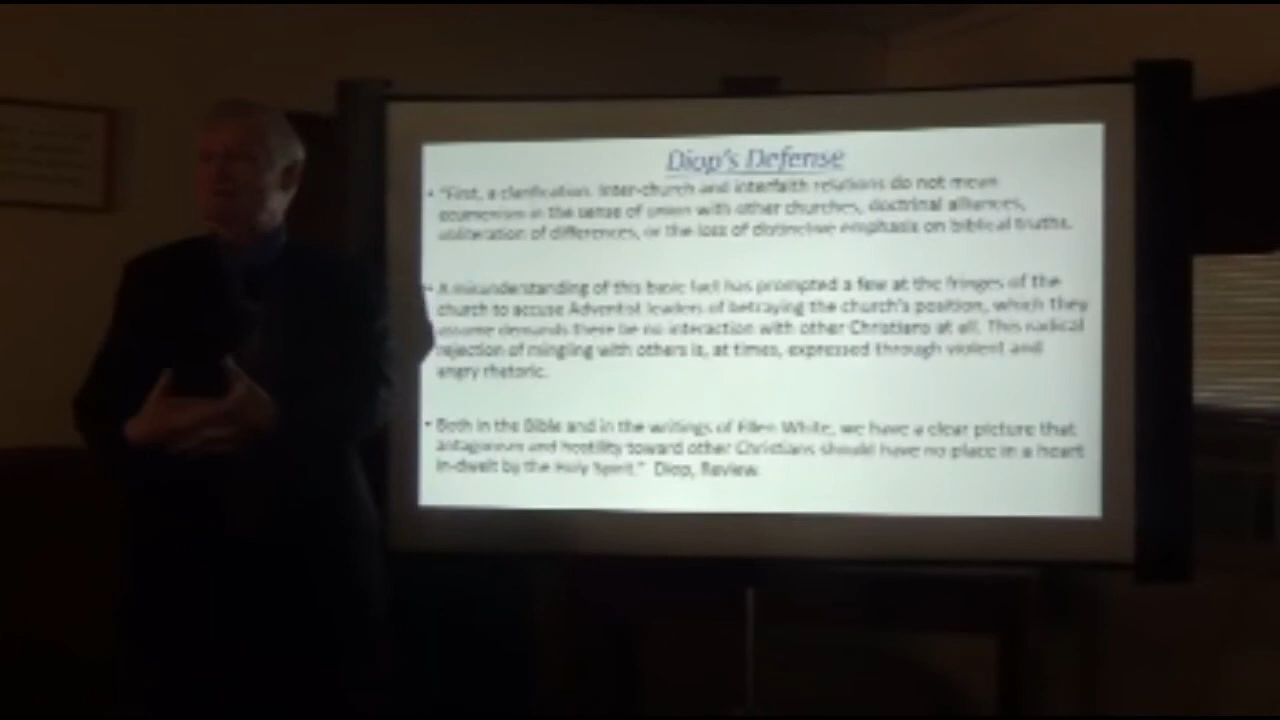 Diop's Defense
• "First, a clarification. Inter-church and interfaith relations do not mean
ecumenism in the sense of union with other churches, doctrinal alliances,
obliteration of differences, or the loss of distinctive emphasis on biblical truths.
• A misunderstanding of this basic fact has prompted a few at the fringes of the
church to accuse Adventist leaders of betraying the church's position, which they
assume demands there be no interaction with other Christians at all. This radical
rejection of mingling with others is, at times, expressed through violent and
angry rhetoric.
• Both in the Bible and in the writings of Ellen White, we have a clear picture that
antagonism and hostility toward other Christians should have no place in a heart
in-dwelt by the Holy Spirit." Diop, Review